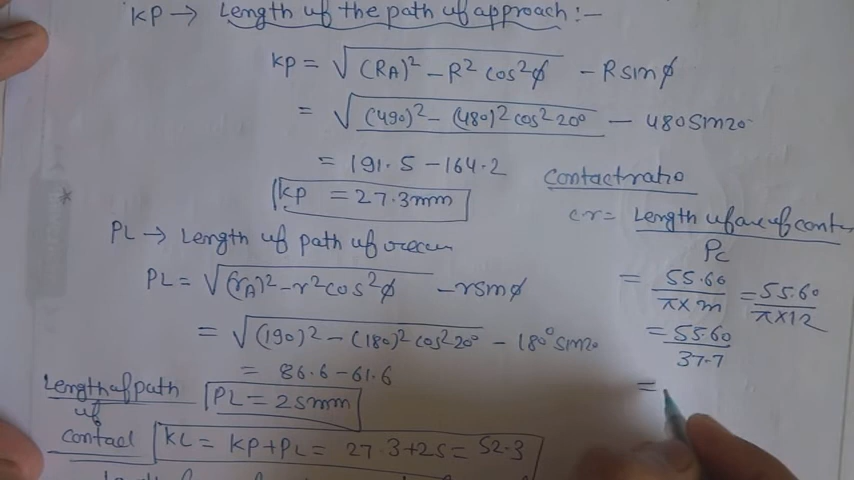 KP → Length of the path of approach :-
KP = √(RA)² - R² cos²φ - R sinφ
= √(490)² - (480)² cos² 20° - 480 sin 20°
= 191.5 - 164.2
KP = 27.3mm
PL → Length of path of recess
PL = √(rA)² - r² cos²φ - r sinφ
= √(190)² - (180)² cos² 20° - 180° sin 20
= 86.6 - 61.6
Length of path of contact
PL = 25mm
KL = KP + PL = 27.3 + 25 = 52.3
Contact ratio
cr = Length of arc of cont
Pc
= 55.60 / π × m = 55.60 / π × 12
= 55.60 / 37.7
=